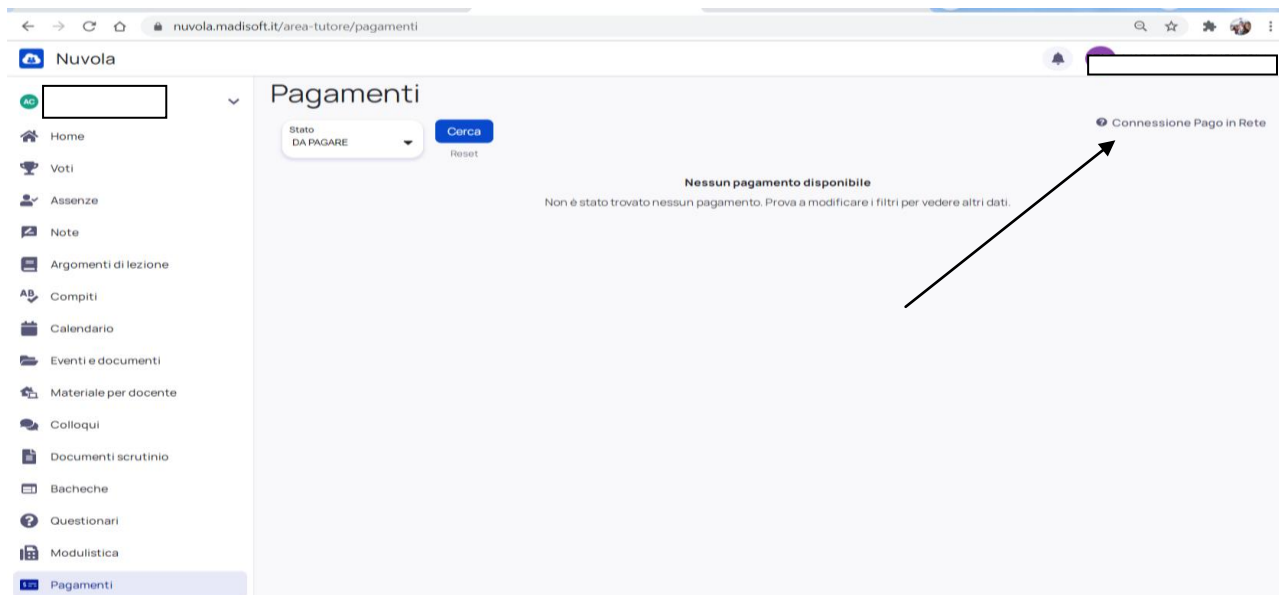 nuvola.madisoft.it/area-tutore/pagamenti
Nuvola
AC
Pagamenti
Stato
DA PAGARE
Cerca
Reset
Connessione Pago in Rete
Nessun pagamento disponibile
Non è stato trovato nessun pagamento. Prova a modificare i filtri per vedere altri dati.
Home
Voti
Assenze
Note
Argomenti di lezione
Compiti
Calendario
Eventi e documenti
Materiale per docente
Colloqui
Documenti scrutinio
Bacheche
Questionari
Modulistica
Pagamenti